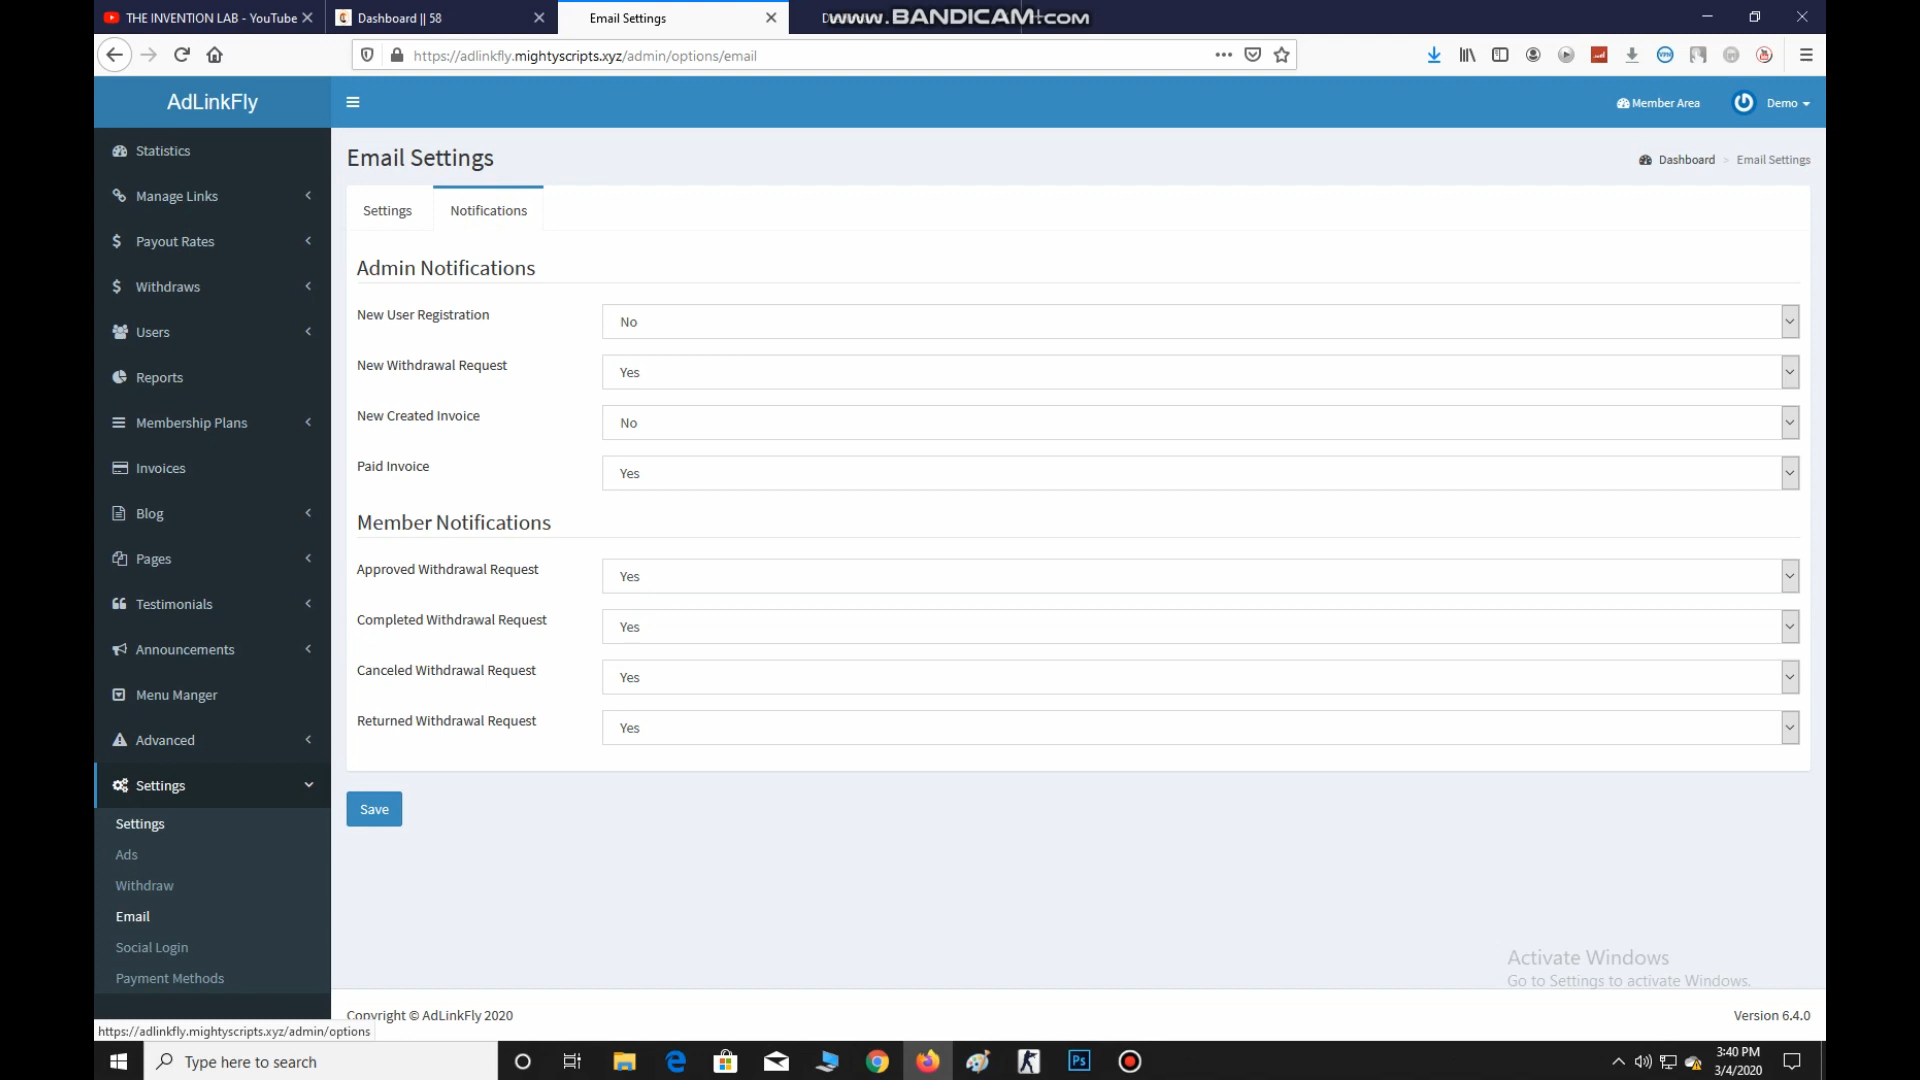 THE INVENTION LAB - YouTube
Dashboard || 58
Email Settings
www.BANDICAM.com
https://adlinkfly.mightyscripts.xyz/admin/options/email
AdLinkFly
Member Area
Demo
Statistics
Manage Links
Payout Rates
Withdraws
Users
Reports
Membership Plans
Invoices
Blog
Pages
Testimonials
Announcements
Menu Manger
Advanced
Settings
Settings
Ads
Withdraw
Email
Social Login
Payment Methods
Email Settings
Dashboard > Email Settings
Settings
Notifications
Admin Notifications
New User Registration
No
New Withdrawal Request
Yes
New Created Invoice
No
Paid Invoice
Yes
Member Notifications
Approved Withdrawal Request
Yes
Completed Withdrawal Request
Yes
Canceled Withdrawal Request
Yes
Returned Withdrawal Request
Yes
Save
Activate Windows
Go to Settings to activate Windows.
Copyright © AdLinkFly 2020
Version 6.4.0
https://adlinkfly.mightyscripts.xyz/admin/options
Type here to search
Ps
3:40 PM
3/4/2020